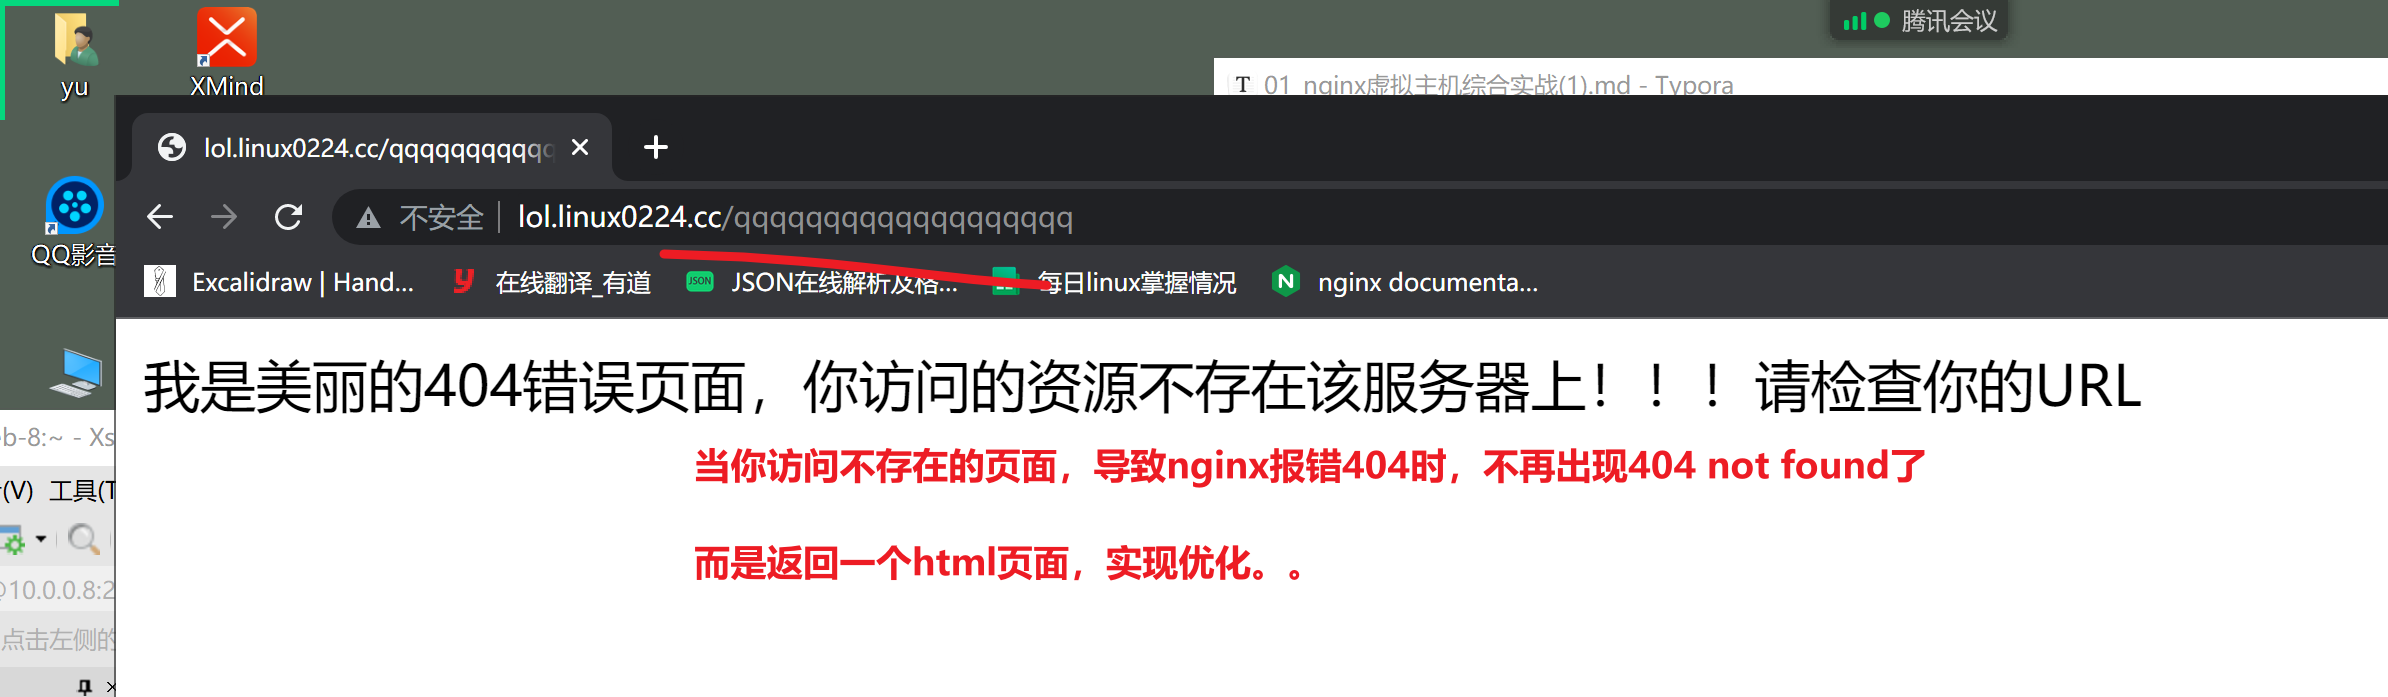 yu
XMind
腾讯会议
01 nginx虚拟主机综合实战(1).md - Typora
lol.linux0224.cc/qqqqqqqqqqq
QQ影音
不安全 lol.linux0224.cc/qqqqqqqqqqqqqqqqqqq
Excalidraw | Hand... 在线翻译_有道 JSON JSON在线解析及格... 每日linux掌握情况 nginx documenta...
我是美丽的404错误页面，你访问的资源不存在该服务器上！！！请检查你的URL
eb-8:~ - Xs
当你访问不存在的页面，导致nginx报错404时，不再出现404 not found了
(V) 工具(T
而是返回一个html页面，实现优化。。
@10.0.0.8:2
点击左侧的